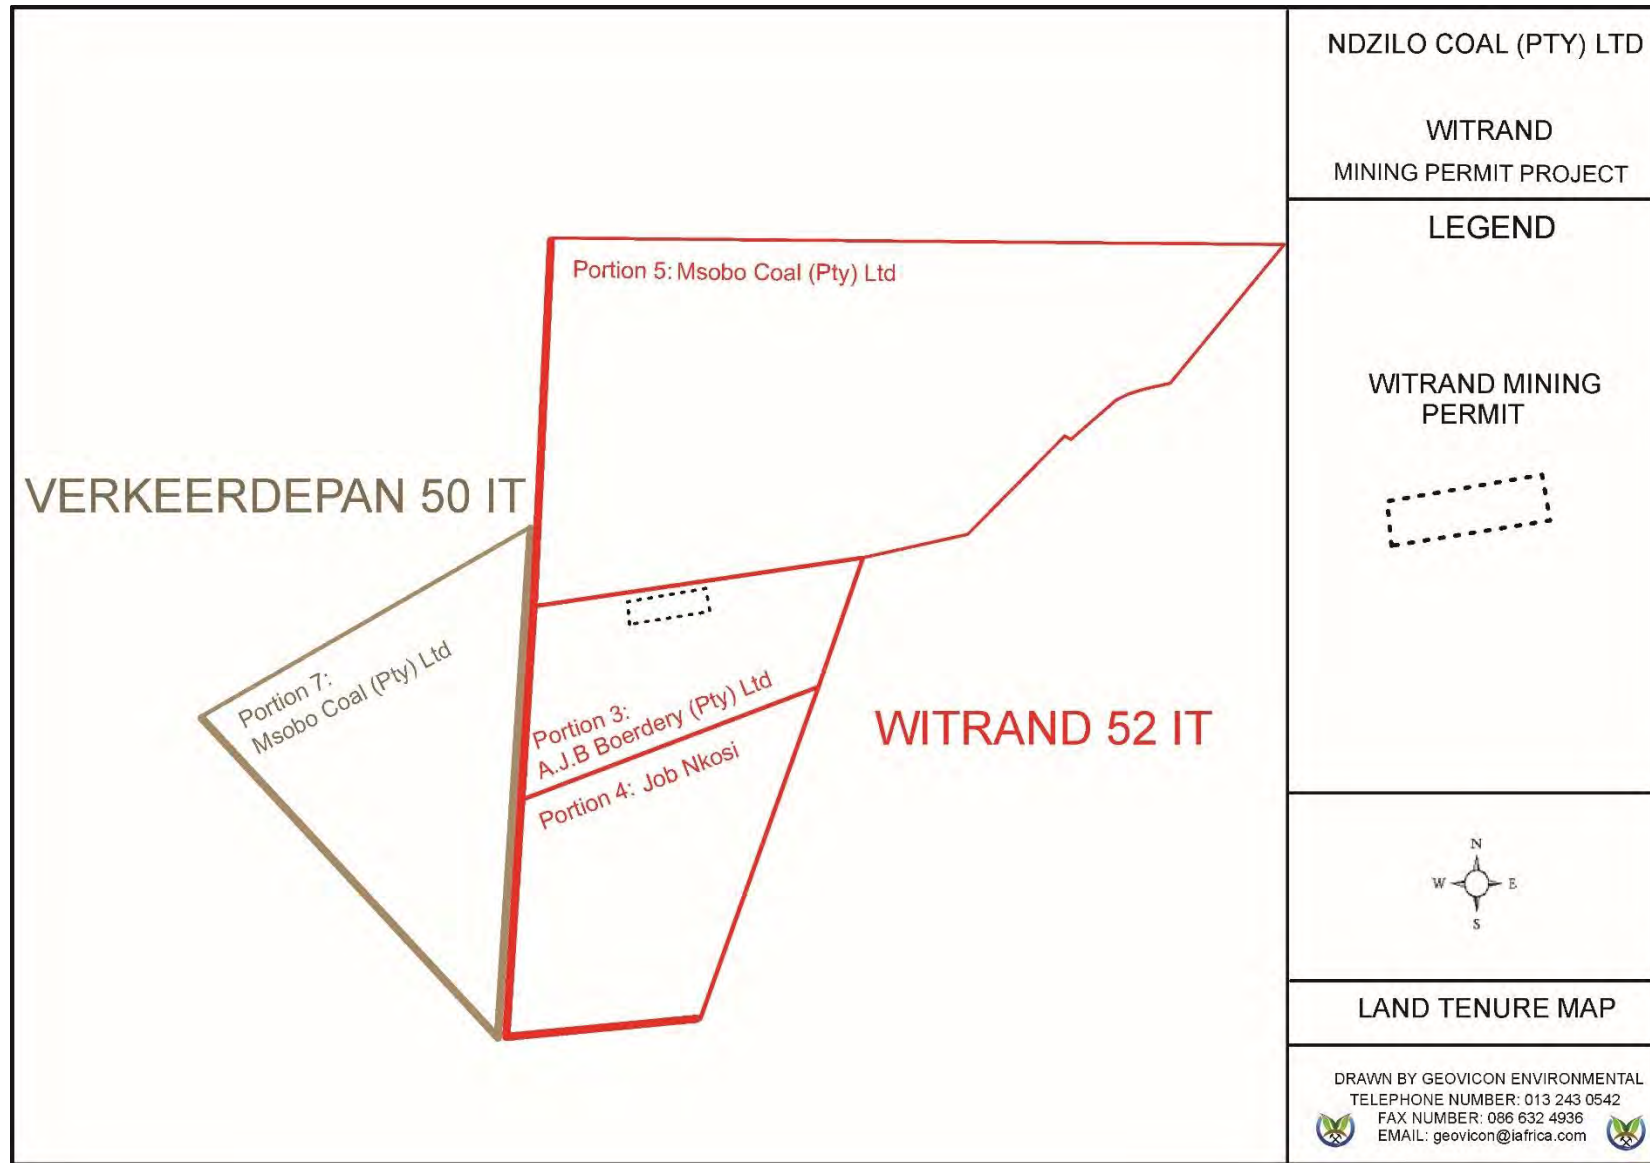 Portion 5: Msobo Coal (Pty) Ltd
VERKEERDEPAN 50 IT
Portion 7:
Msobo Coal (Pty) Ltd
Portion 3:
A.J.B Boerdery (Pty) Ltd
Portion 4: Job Nkosi
WITRAND 52 IT
NDZILO COAL (PTY) LTD
WITRAND
MINING PERMIT PROJECT
LEGEND
WITRAND MINING
PERMIT
N
W E
S
LAND TENURE MAP
DRAWN BY GEOVICON ENVIRONMENTAL
TELEPHONE NUMBER: 013 243 0542
FAX NUMBER: 086 632 4936
EMAIL: geovicon@iafrica.com